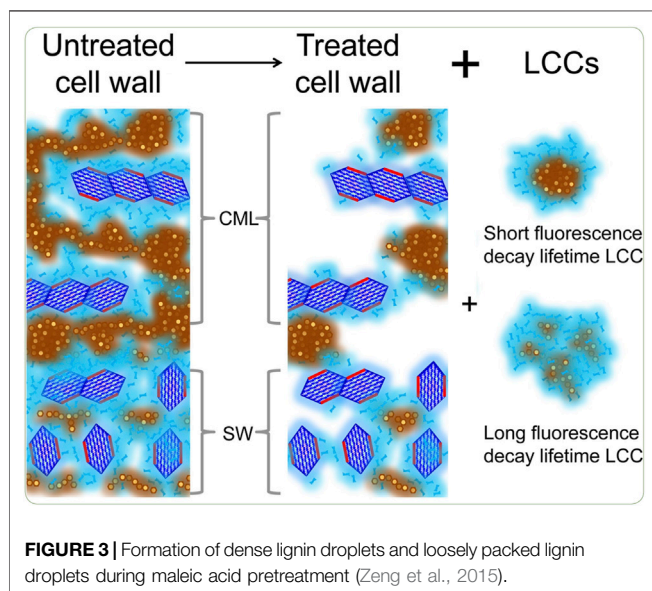 Untreated
cell wall
Treated
cell wall
+
LCCs
CML
SW
Short fluorescence
decay lifetime LCC
+
Long fluorescence
decay lifetime LCC
FIGURE 3 | Formation of dense lignin droplets and loosely packed lignin
droplets during maleic acid pretreatment (Zeng et al., 2015).